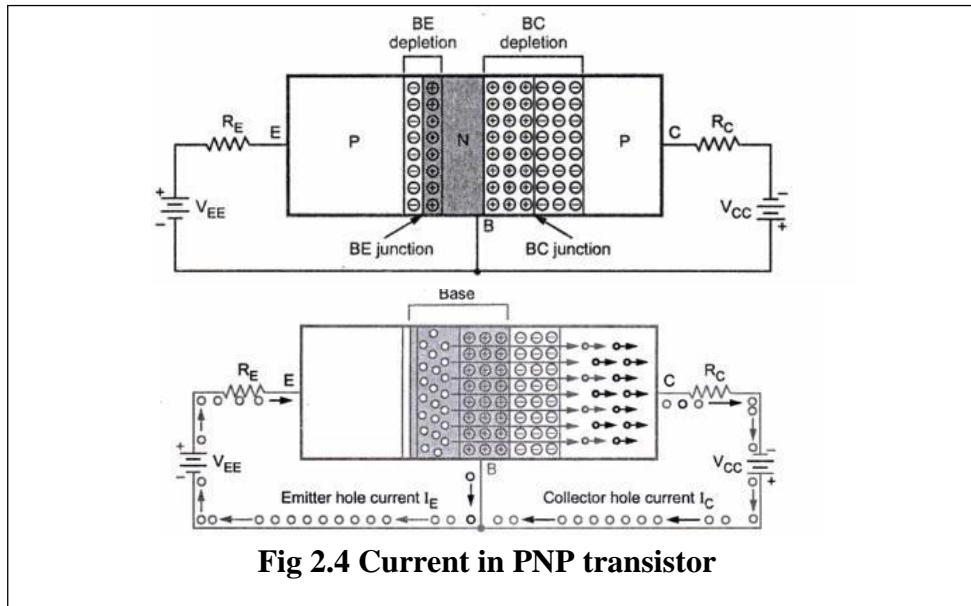 BE BC
depletion depletion
R_E E P N P C R_C
+ -
V_EE V_CC
- +
B
BE junction BC junction
Base
R_E E C R_C
+ -
V_EE B V_CC
- +
Emitter hole current I_E Collector hole current I_C
Fig 2.4 Current in PNP transistor